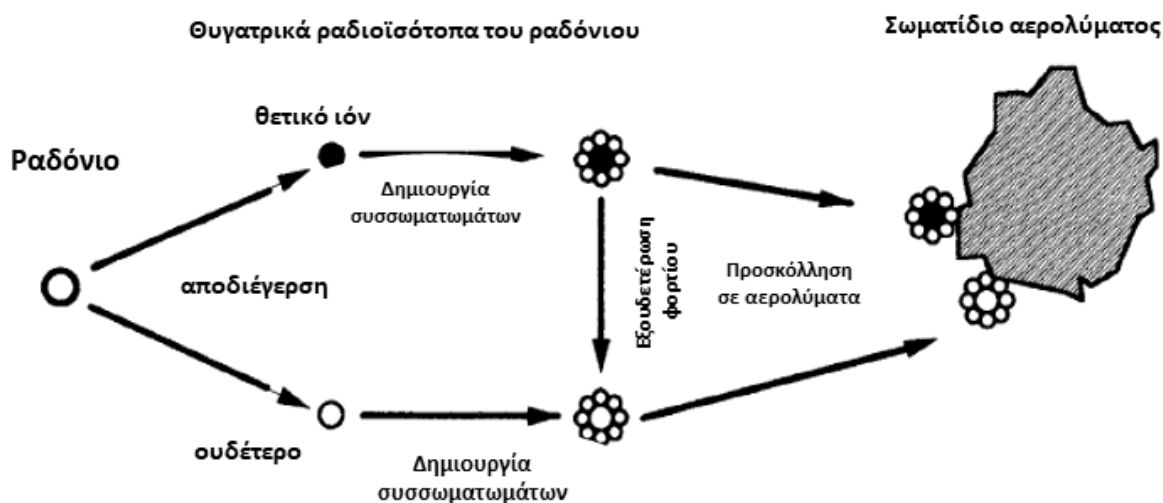 Θυγατρικά ραδιοϊσότοπα του ραδόνιου
Σωματίδιο αερολύματος
θετικό ιόν
Ραδόνιο
Δημιουργία
συσσωματωμάτων
αποδιέγερση
Εξουδετέρωση
φορτίου
Προσκόλληση
σε αερολύματα
ουδέτερο
Δημιουργία
συσσωματωμάτων